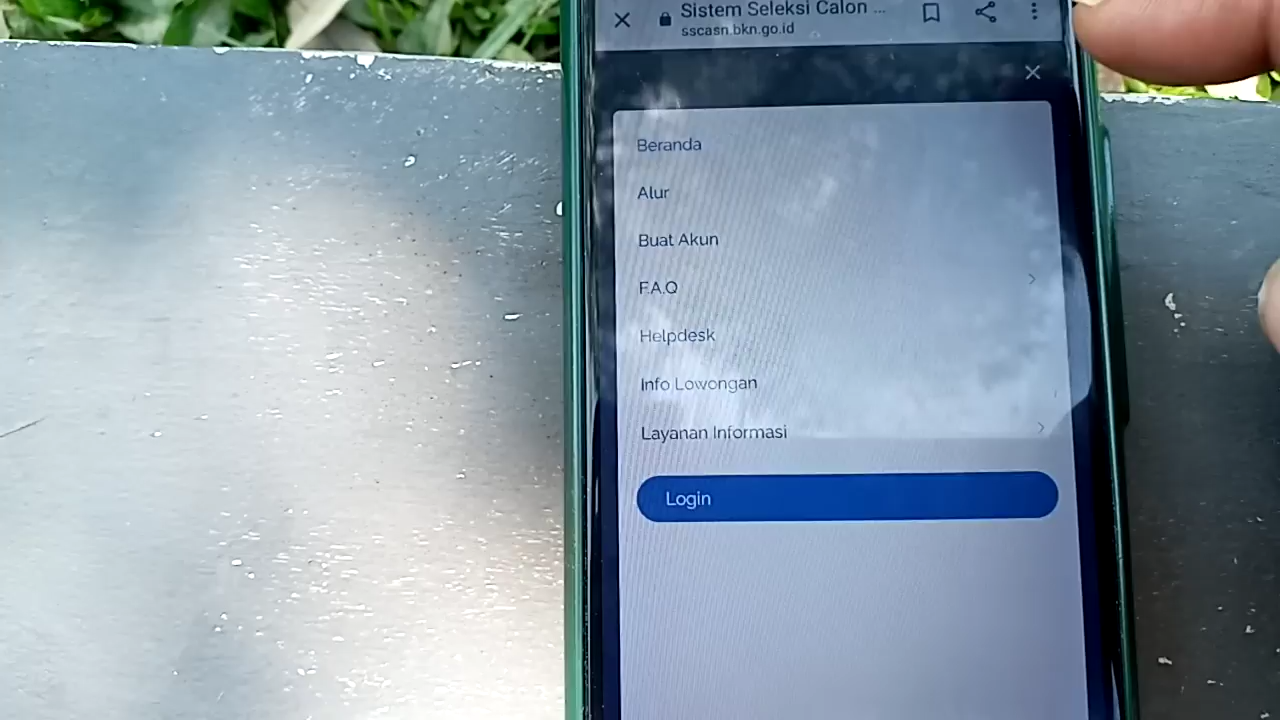 Sistem Seleksi Calon ...
sscasn.bkn.go.id
Beranda
Alur
Buat Akun
F.A.Q
Helpdesk
Info Lowongan
Layanan Informasi
Login